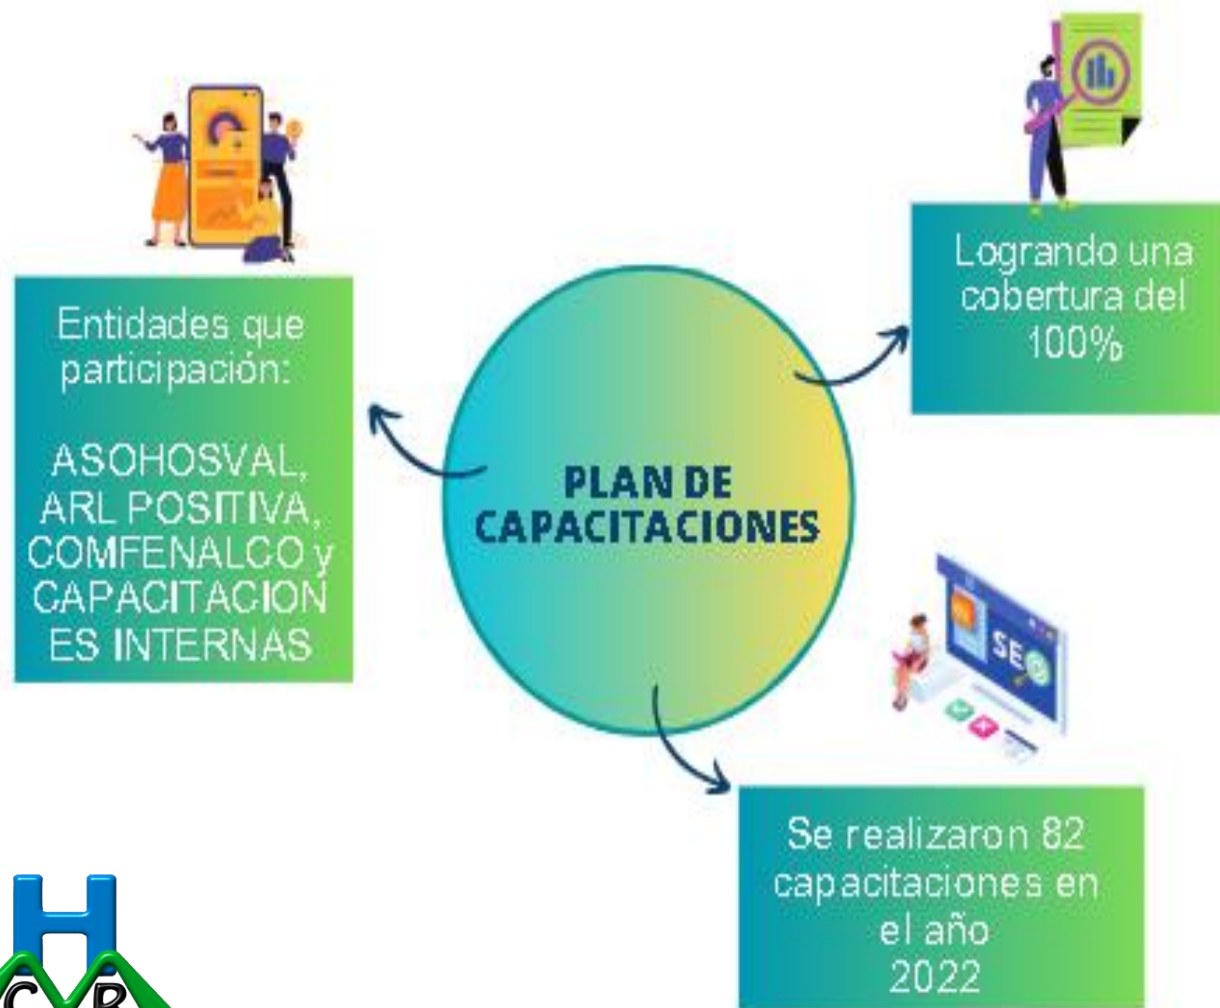 Logrando una
cobertura del
100%
Entidades que
participación:
ASOHOSVAL,
ARL POSITIVA,
COMFENALCO y
CAPACITACION
ES INTERNAS
PLAN DE
CAPACITACIONES
SEO
Se realizaron 82
capacitaciones en
el año
2022
H
C R